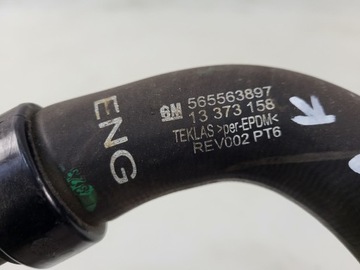 GM 565563897
13 373 158
TEKLAS >per-EPDM<
REV002 PT6
ENG